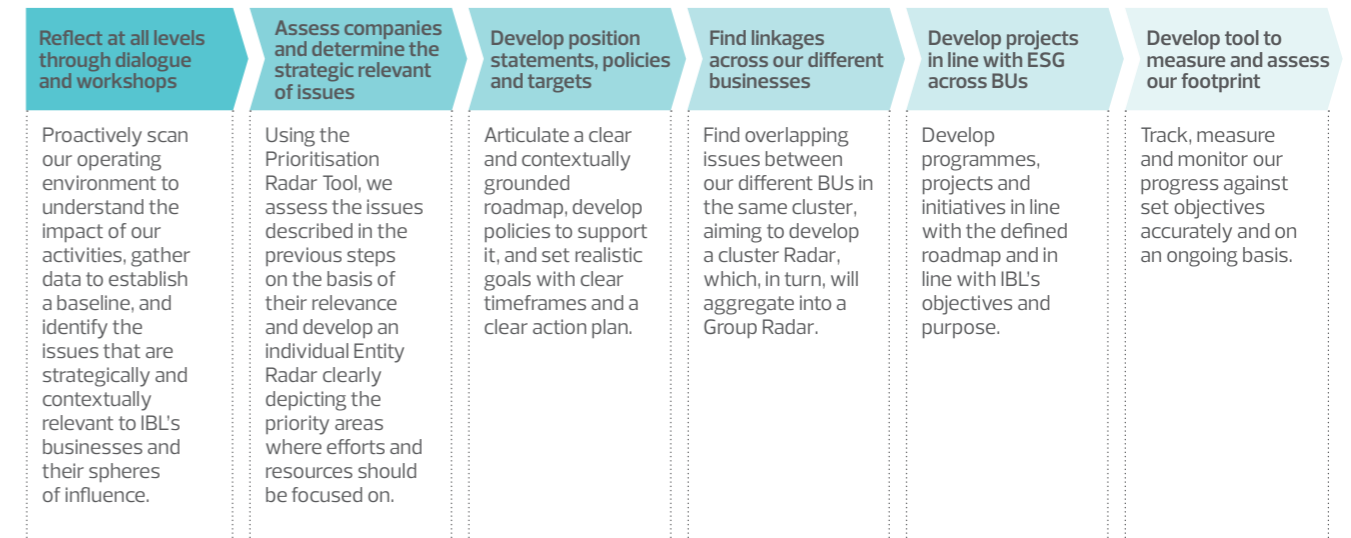 Reflect at all levels
through dialogue
and workshops
Proactively scan
our operating
environment to
understand the
impact of our
activities, gather
data to establish
a baseline, and
identify the
issues that are
strategically and
contextually
relevant to IBL's
businesses and
their spheres
of influence.
Assess companies
and determine the
strategic relevant
of issues
Using the
Prioritisation
Radar Tool, we
assess the issues
described in the
previous steps
on the basis of
their relevance
and develop an
individual Entity
Radar clearly
depicting the
priority areas
where efforts and
resources should
be focused on.
Develop position
statements, policies
and targets
Articulate a clear
and contextually
grounded
roadmap, develop
policies to support
it, and set realistic
goals with clear
timeframes and a
clear action plan.
Find linkages
across our different
businesses
Find overlapping
issues between
our different BUs in
the same cluster,
aiming to develop
a cluster Radar,
which, in turn, will
aggregate into a
Group Radar.
Develop projects
in line with ESG
across BUs
Develop
programmes,
projects and
initiatives in line
with the defined
roadmap and in
line with IBL's
objectives and
purpose.
Develop tool to
measure and assess
our footprint
Track, measure
and monitor our
progress against
set objectives
accurately and on
an ongoing basis.